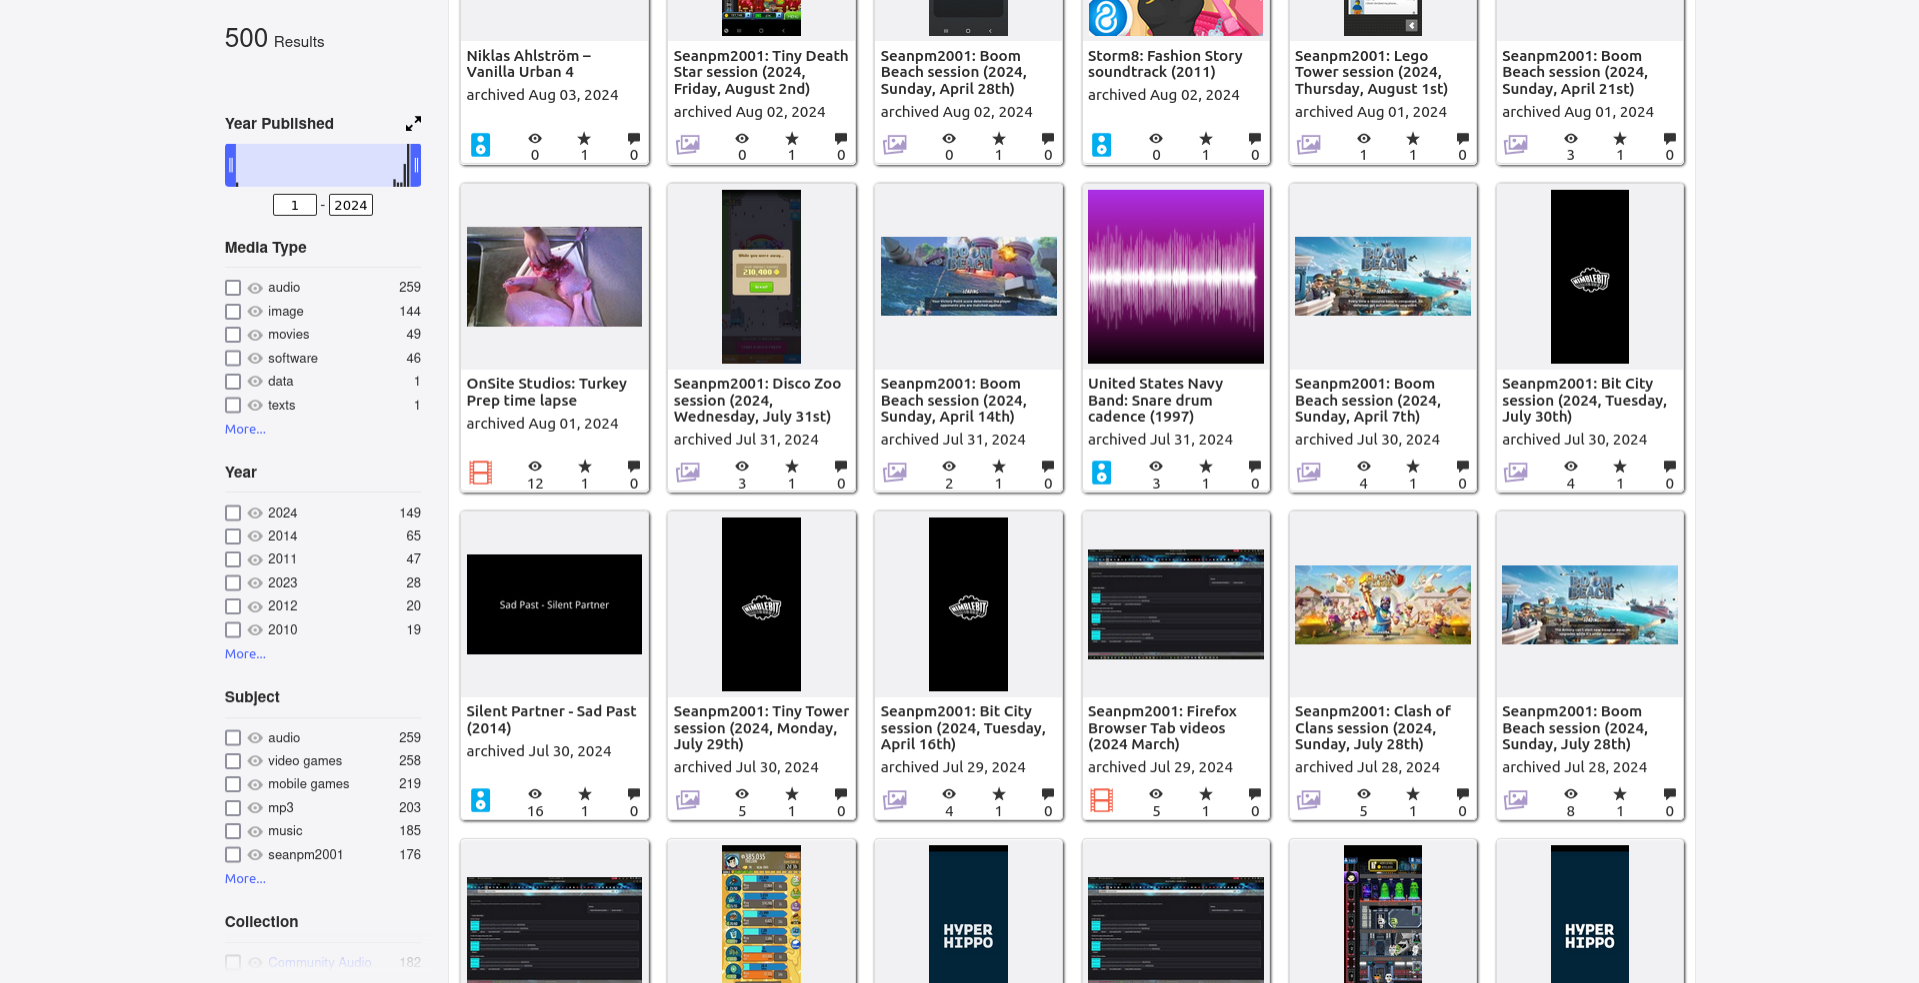 500 Results
Year Published
1 - 2024
Media Type
audio 259
image 144
movies 49
software 46
data 1
texts 1
More...
Year
2024 149
2014 65
2011 47
2023 28
2012 20
2010 19
More...
Subject
audio 259
video games 258
mobile games 219
mp3 203
music 185
seanpm2001 176
More...
Collection
Community Audio 182
Niklas Ahlström –
Vanilla Urban 4
archived Aug 03, 2024
0 1 0
Seanpm2001: Tiny Death
Star session (2024,
Friday, August 2nd)
archived Aug 02, 2024
0 1 0
Seanpm2001: Boom
Beach session (2024,
Sunday, April 28th)
archived Aug 02, 2024
0 1 0
Storm8: Fashion Story
soundtrack (2011)
archived Aug 02, 2024
0 1 0
Seanpm2001: Lego
Tower session (2024,
Thursday, August 1st)
archived Aug 01, 2024
1 1 0
Seanpm2001: Boom
Beach session (2024,
Sunday, April 21st)
archived Aug 01, 2024
3 1 0
OnSite Studios: Turkey
Prep time lapse
archived Aug 01, 2024
12 1 0
While you were away...
210,400
Seanpm2001: Disco Zoo
session (2024,
Wednesday, July 31st)
archived Jul 31, 2024
3 1 0
BOOM
BEACH
Seanpm2001: Boom
Beach session (2024,
Sunday, April 14th)
archived Jul 31, 2024
2 1 0
United States Navy
Band: Snare drum
cadence (1997)
archived Jul 31, 2024
3 1 0
BOOM
BEACH
Seanpm2001: Boom
Beach session (2024,
Sunday, April 7th)
archived Jul 30, 2024
4 1 0
NIMBLEBIT
Seanpm2001: Bit City
session (2024, Tuesday,
July 30th)
archived Jul 30, 2024
4 1 0
Sad Past - Silent Partner
Silent Partner - Sad Past
(2014)
archived Jul 30, 2024
16 1 0
NIMBLEBIT
Seanpm2001: Tiny Tower
session (2024, Monday,
July 29th)
archived Jul 30, 2024
5 1 0
NIMBLEBIT
Seanpm2001: Bit City
session (2024, Tuesday,
April 16th)
archived Jul 29, 2024
4 1 0
Seanpm2001: Firefox
Browser Tab videos
(2024 March)
archived Jul 29, 2024
5 1 0
Seanpm2001: Clash of
Clans session (2024,
Sunday, July 28th)
archived Jul 28, 2024
5 1 0
BOOM
BEACH
Seanpm2001: Boom
Beach session (2024,
Sunday, July 28th)
archived Jul 28, 2024
8 1 0
HYPER
HIPPO
HYPER
HIPPO